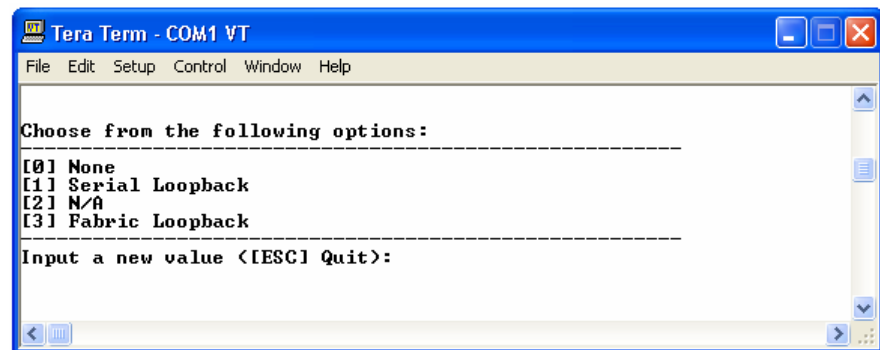 Tera Term - COM1 VT
File Edit Setup Control Window Help
Choose from the following options:
[0] None
[1] Serial Loopback
[2] N/A
[3] Fabric Loopback
Input a new value ([ESC] Quit):